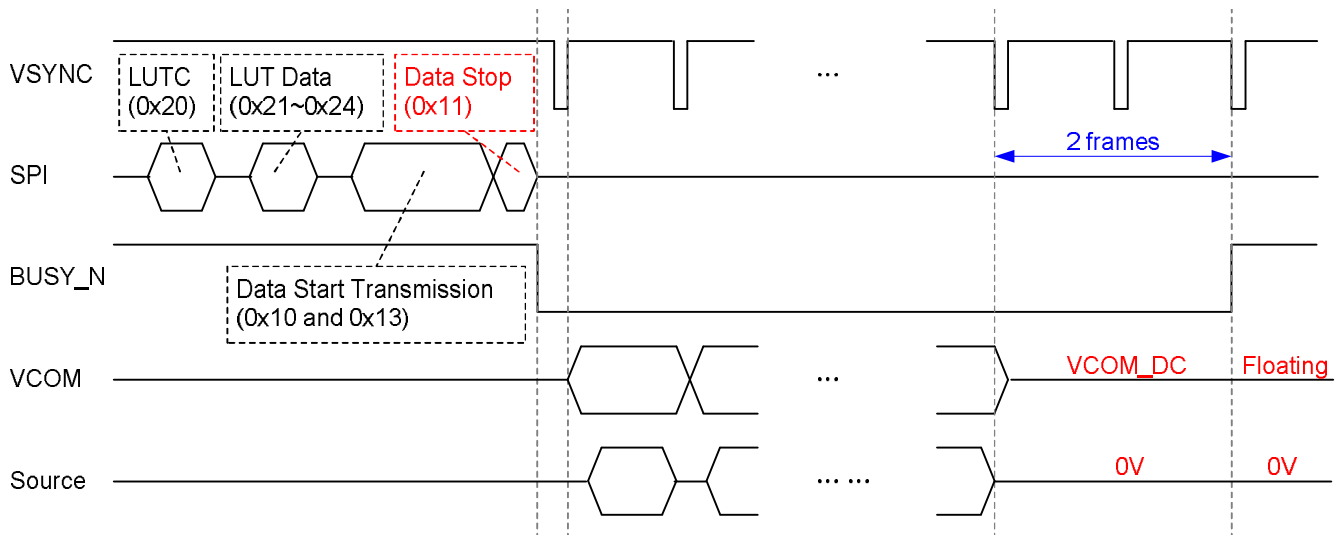 VSYNC
LUTC
(0x20)
LUT Data
(0x21~0x24)
Data Stop
(0x11)
...
2 frames
SPI
BUSY_N
Data Start Transmission
(0x10 and 0x13)
VCOM
...
VCOM_DC
Floating
Source
... ...
0V
0V